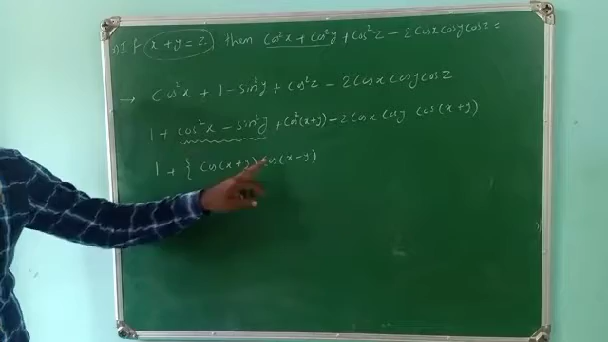 If x + y = z, then cos²x + cos²y + cos²z − 2cosx cosy cosz =
→ cos²x + 1 − sin²y + cos²z − 2cosx cosy cosz
1 + cos²x − sin²y + cos²(x+y) − 2cosx cosy cos(x+y)
1 + { cos(x+y) cos(x−y)